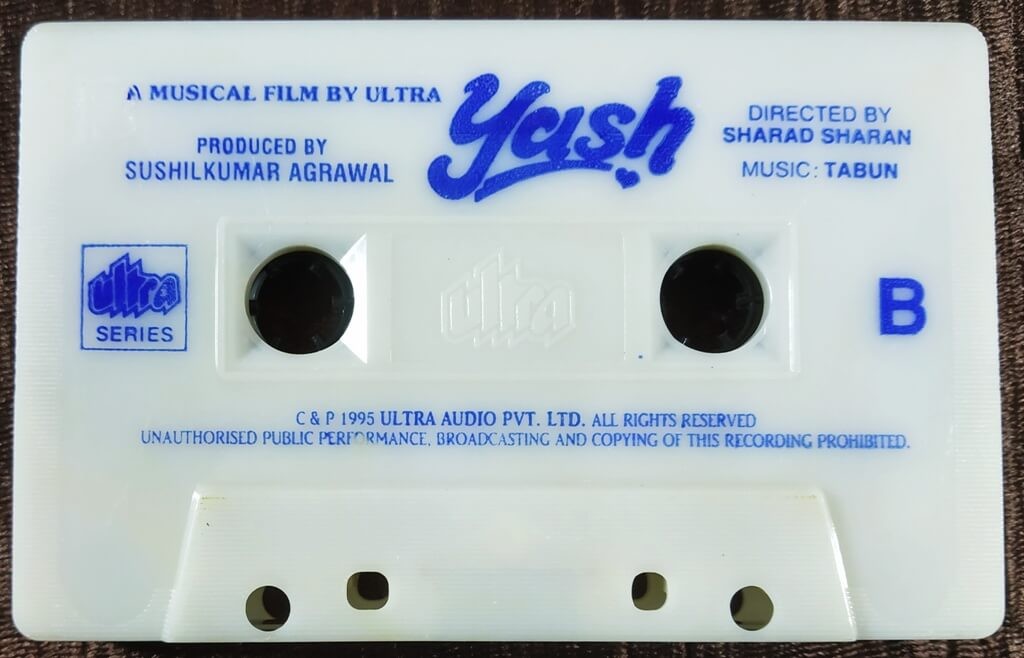 A MUSICAL FILM BY ULTRA
PRODUCED BY
SUSHILKUMAR AGRAWAL
Yash
DIRECTED BY
SHARAD SHARAN
MUSIC: TABUN
ultra
SERIES
ultra
B
C & P 1995 ULTRA AUDIO PVT. LTD. ALL RIGHTS RESERVED
UNAUTHORISED PUBLIC PERFORMANCE, BROADCASTING AND COPYING OF THIS RECORDING PROHIBITED.